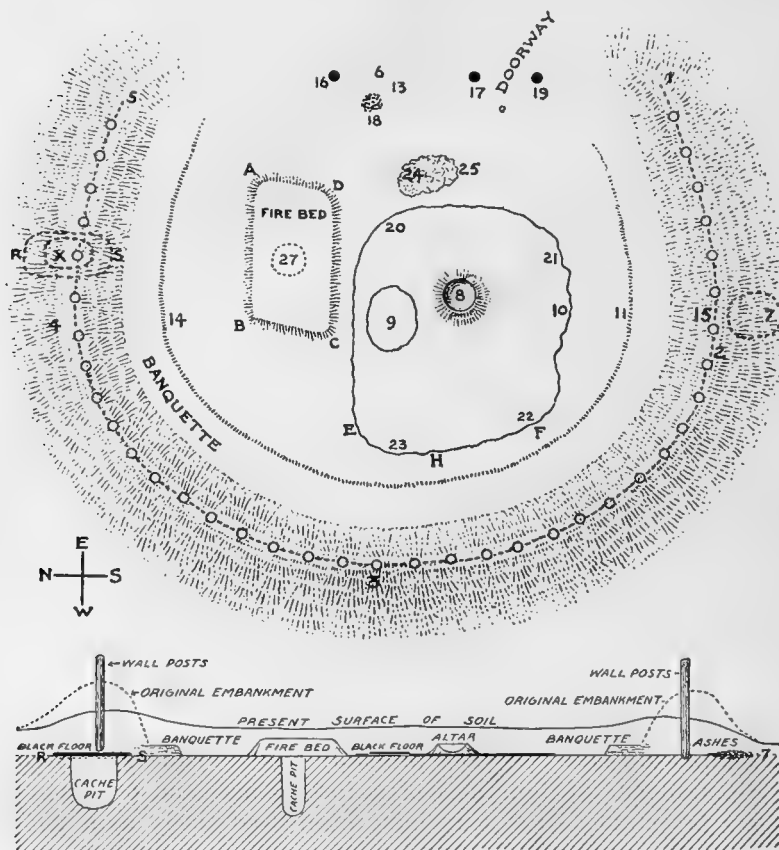 DOORWAY
1
5
16
6
13
17
19
18
A
D
24
25
FIRE BED
20
R
X
S
27
21
8
4
14
9
10
11
15
7
B
C
2
BANQUETTE
E
22
F
23
H
E
N
S
W
3
WALL POSTS
WALL POSTS
ORIGINAL EMBANKMENT
ORIGINAL EMBANKMENT
PRESENT SURFACE OF SOIL
BLACK FLOOR
BANQUETTE
FIRE BED
BLACK FLOOR
ALTAR
BANQUETTE
ASHES
R
S
7
CACHE PIT
CACHE PIT